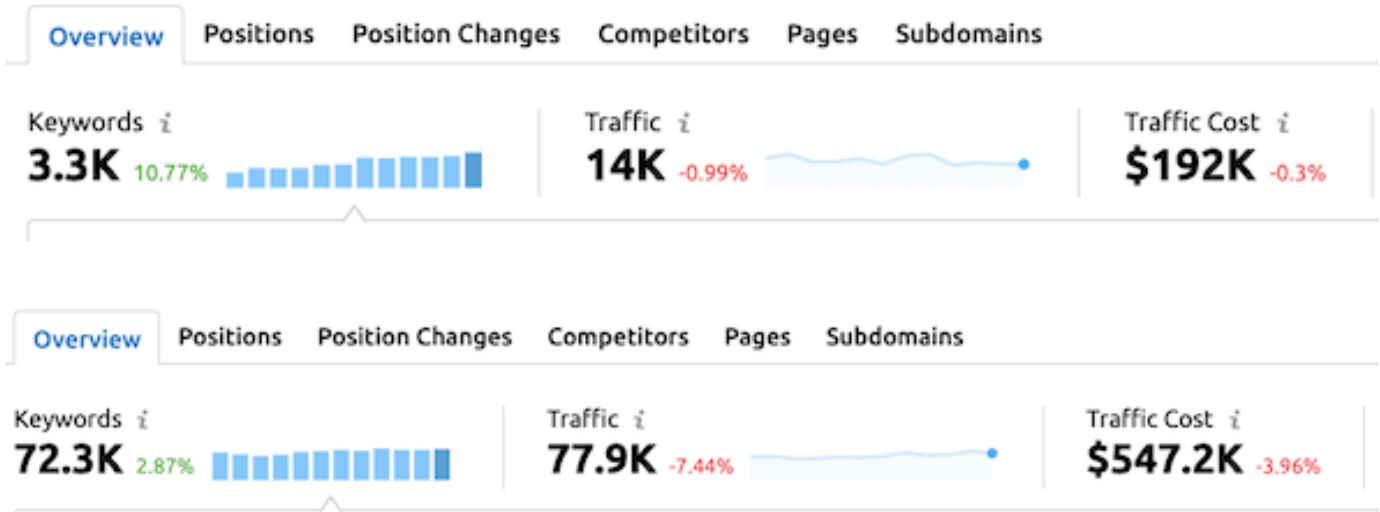 Overview Positions Position Changes Competitors Pages Subdomains
Keywords i Traffic i Traffic Cost i
3.3K 10.77% 14K -0.99% $192K -0.3%
Overview Positions Position Changes Competitors Pages Subdomains
Keywords i Traffic i Traffic Cost i
72.3K 2.87% 77.9K -7.44% $547.2K -3.96%